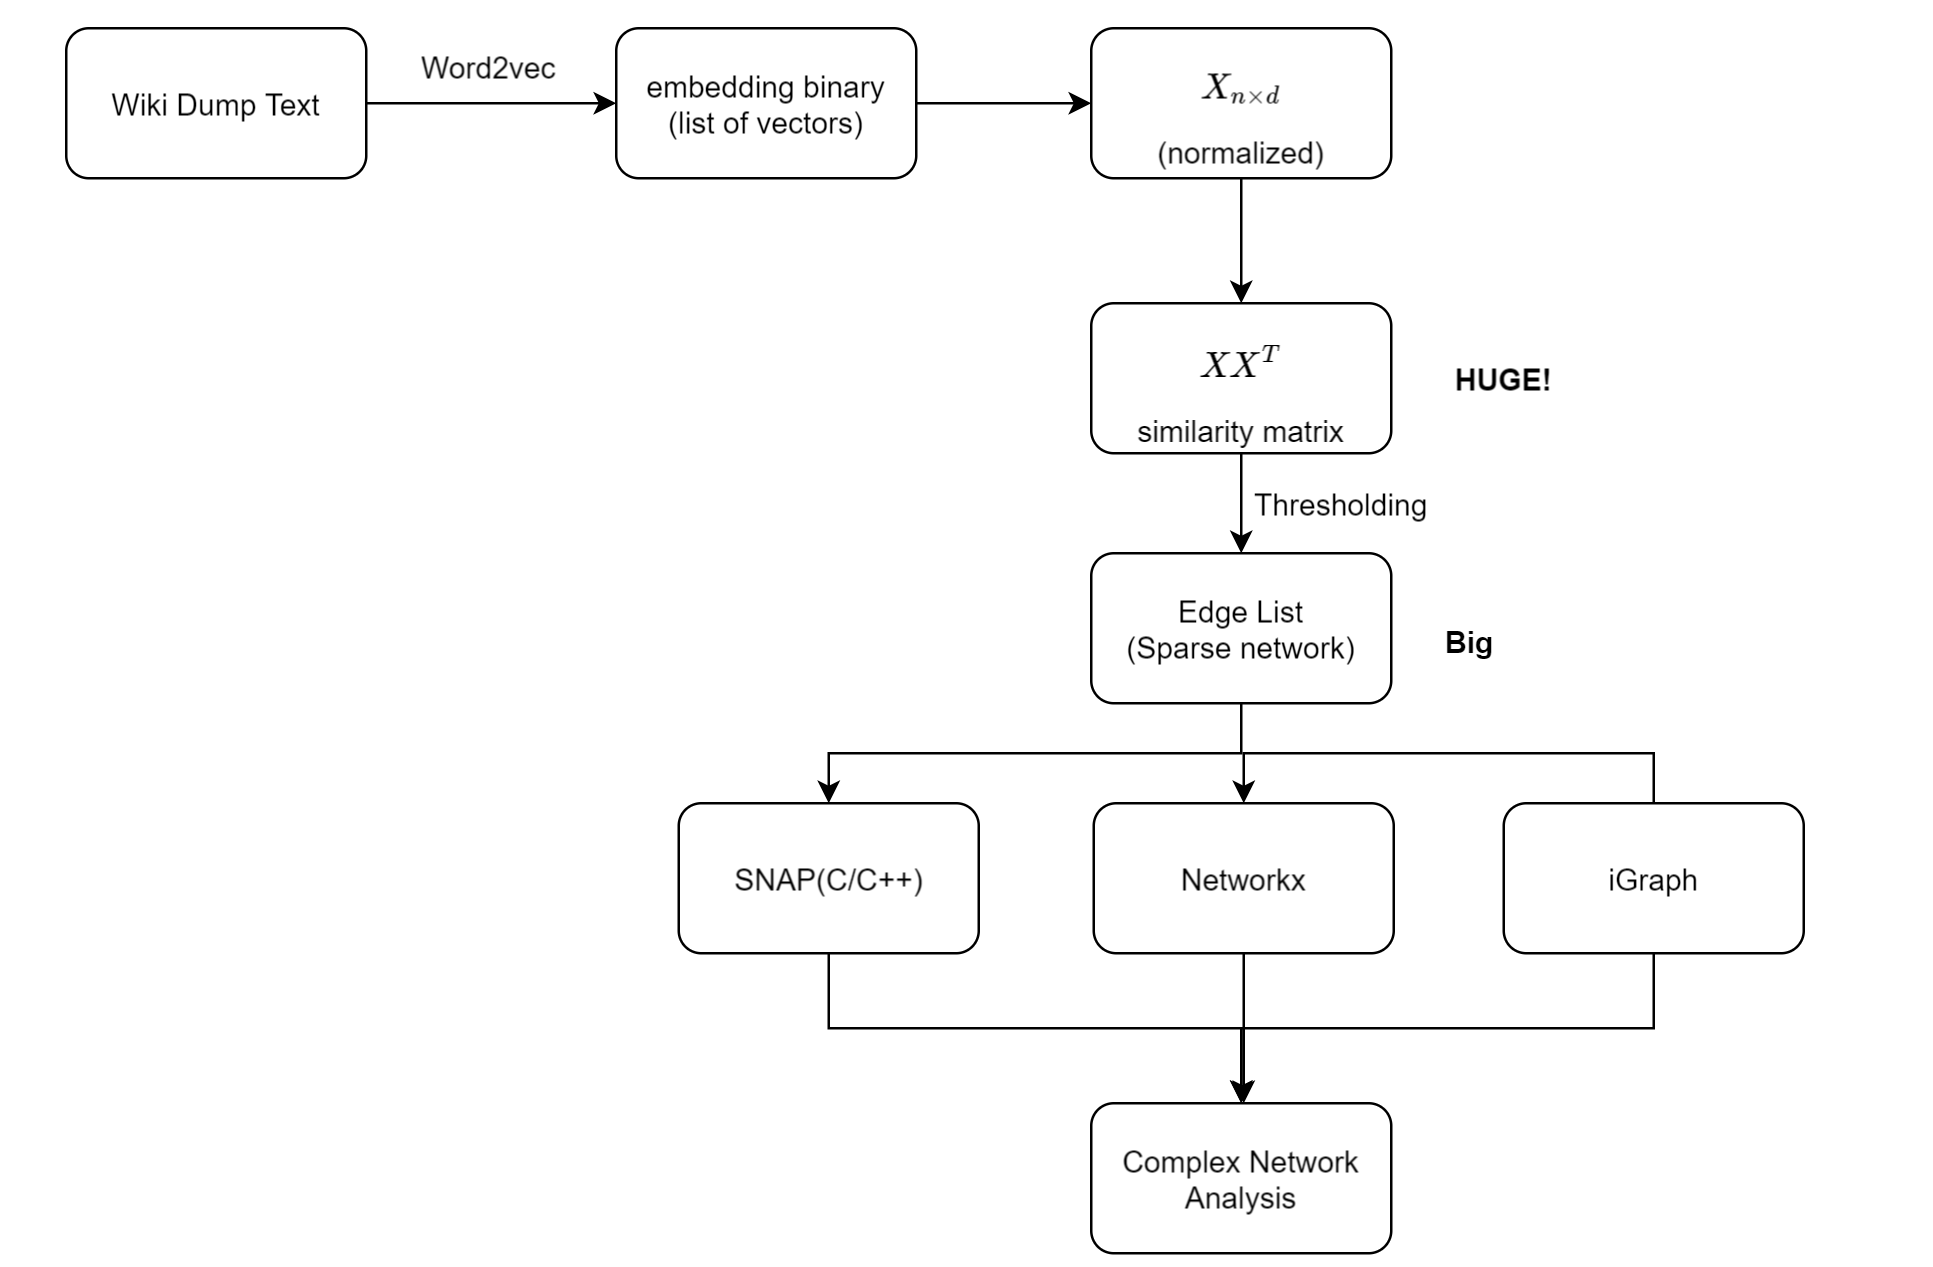 Wiki Dump Text
Word2vec
embedding binary
(list of vectors)
$X_{n \times d}$
(normalized)
$XX^T$
similarity matrix
HUGE!
Thresholding
Edge List
(Sparse network)
Big
SNAP(C/C++)
Networkx
iGraph
Complex Network
Analysis